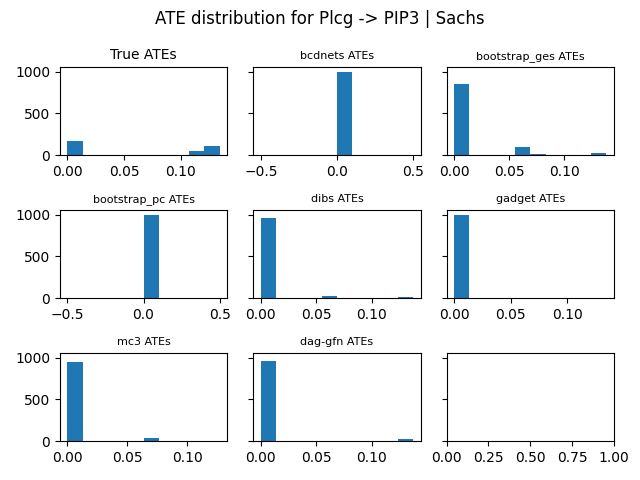 ATE distribution for Plcg -> PIP3 | Sachs
True ATEs
bcdnets ATEs
bootstrap_ges ATEs
1000
500
0
0.00 0.05 0.10
−0.5 0.0 0.5
0.00 0.05 0.10
bootstrap_pc ATEs
dibs ATEs
gadget ATEs
1000
500
0
−0.5 0.0 0.5
0.00 0.05 0.10
0.00 0.05 0.10
mc3 ATEs
dag-gfn ATEs
1000
500
0
0.00 0.05 0.10
0.00 0.05 0.10
0.00 0.25 0.50 0.75 1.00